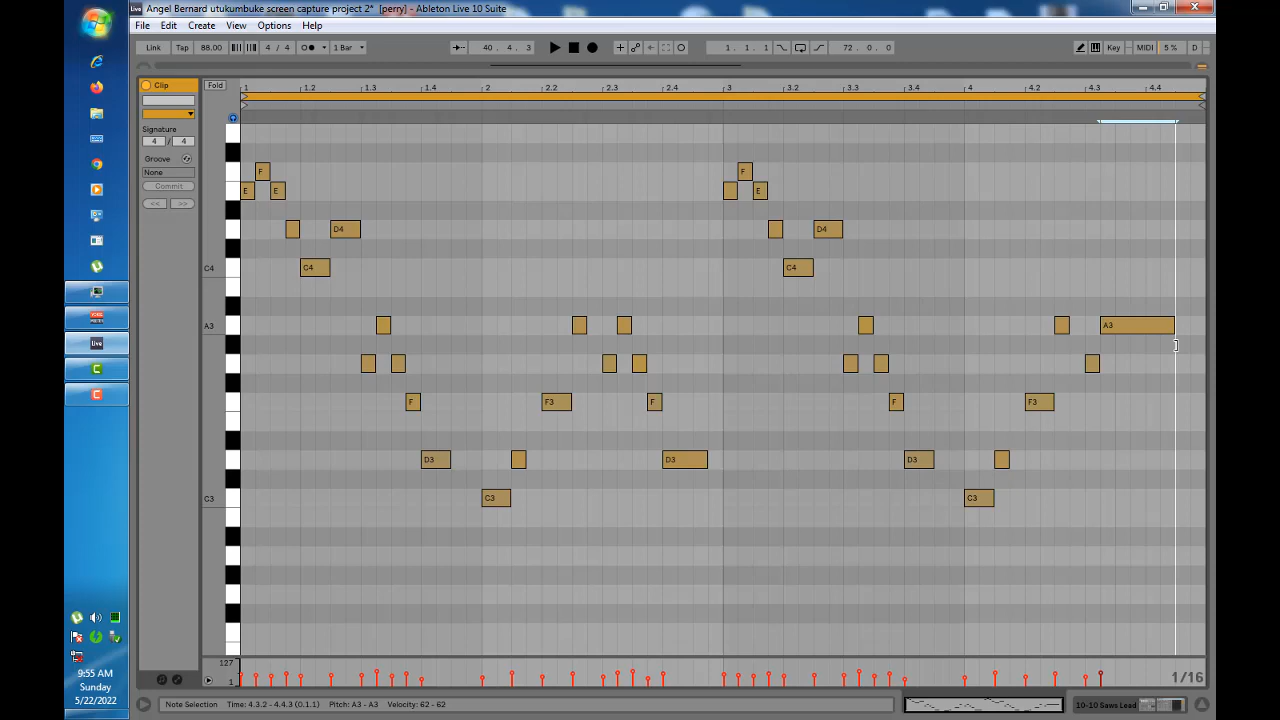 Angel Bernard utukumbuke screen capture project 2* [perry] - Ableton Live 10 Suite
File Edit Create View Options Help
Link Tap 88.00 4 / 4 1 Bar 40. 4. 3 1. 1. 1 72. 0. 0 Key MIDI 5 % D
Clip Fold 1 1.2 1.3 1.4 2 2.2 2.3 2.4 3 3.2 3.3 3.4 4 4.2 4.3 4.4
Signature
4 / 4
Groove
None
Commit
<< >>
F F
E E E
D4 D4
C4 C4 C4
A3 A3
F F3 F F F3
D3 D3 D3
C3 C3 C3
127
1
1/16
9:55 AM
Sunday
5/22/2022
Note Selection Time: 4.3.2 - 4.4.3 (0.1.1) Pitch: A3 - A3 Velocity: 62 - 62 10-10 Saws Lead